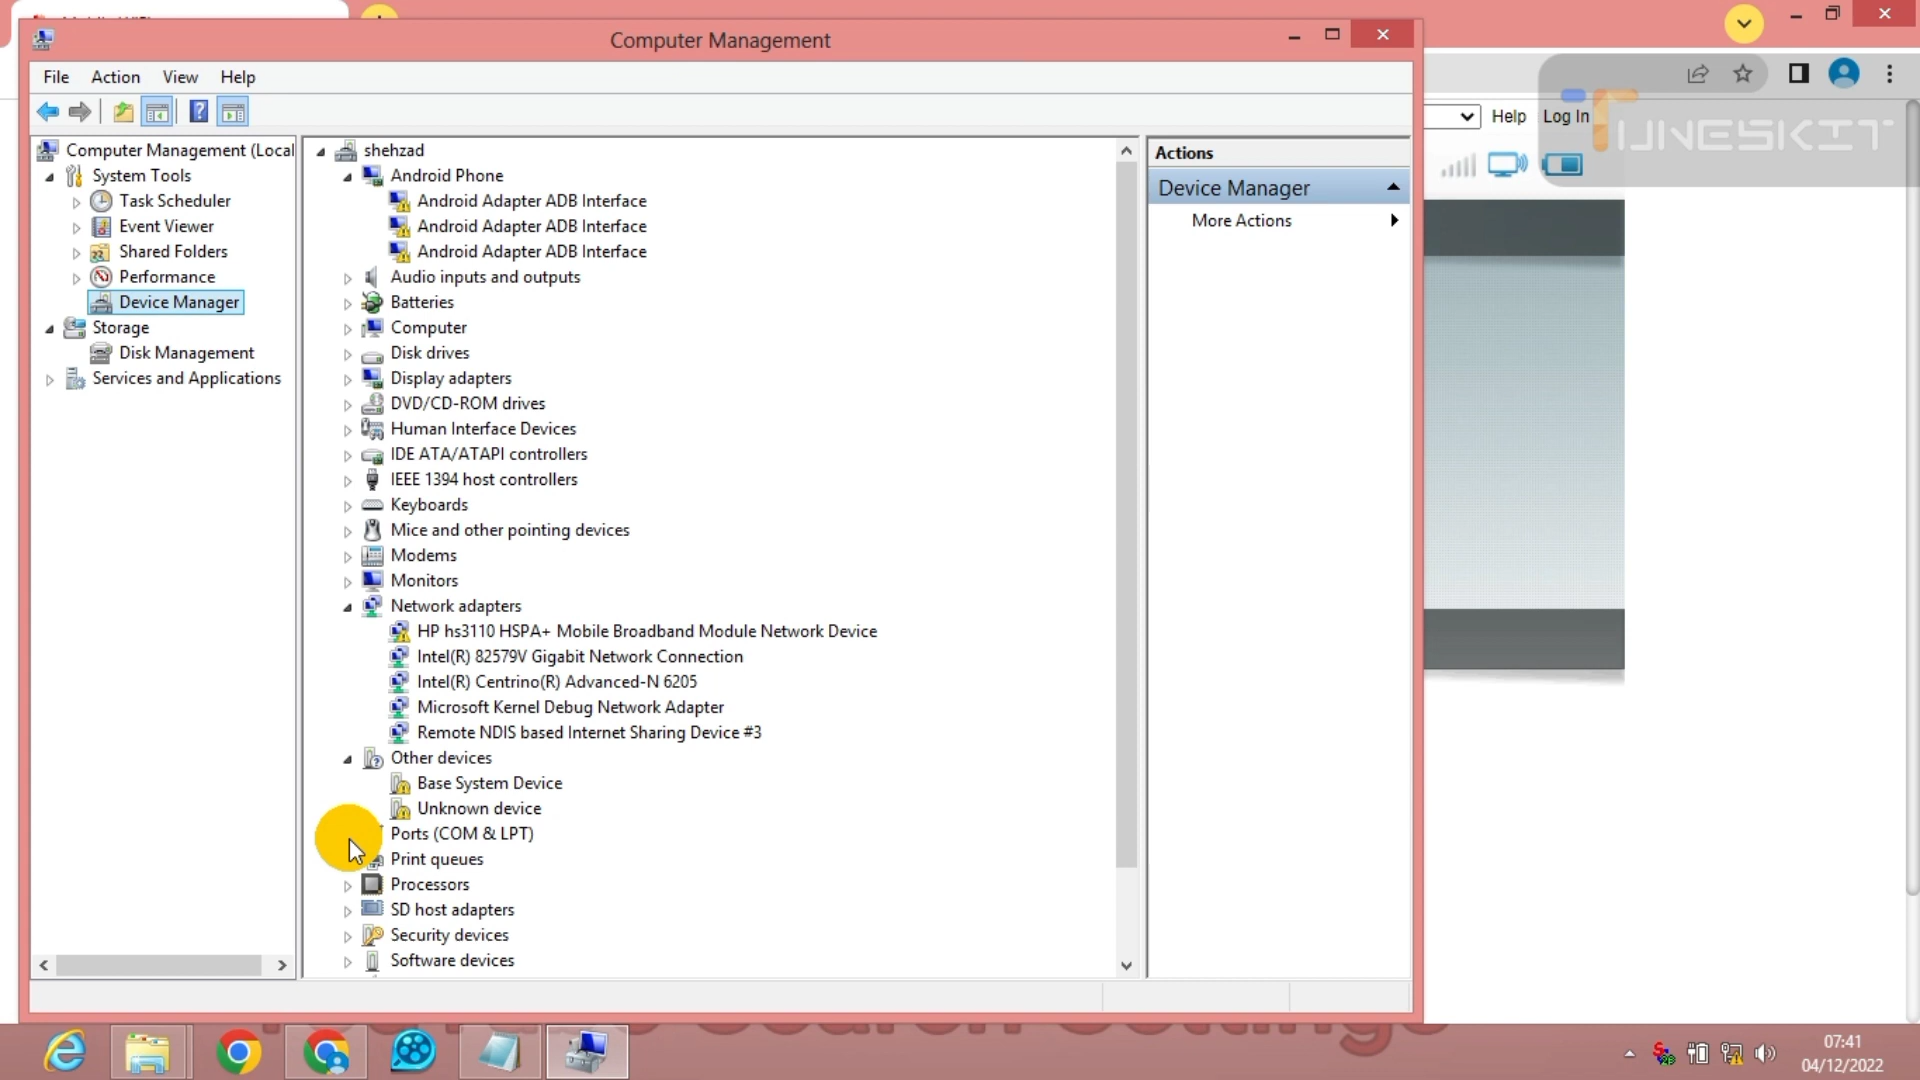 Computer Management
File Action View Help
Computer Management (Local
System Tools
Task Scheduler
Event Viewer
Shared Folders
Performance
Device Manager
Storage
Disk Management
Services and Applications
shehzad
Android Phone
Android Adapter ADB Interface
Android Adapter ADB Interface
Android Adapter ADB Interface
Audio inputs and outputs
Batteries
Computer
Disk drives
Display adapters
DVD/CD-ROM drives
Human Interface Devices
IDE ATA/ATAPI controllers
IEEE 1394 host controllers
Keyboards
Mice and other pointing devices
Modems
Monitors
Network adapters
HP hs3110 HSPA+ Mobile Broadband Module Network Device
Intel(R) 82579V Gigabit Network Connection
Intel(R) Centrino(R) Advanced-N 6205
Microsoft Kernel Debug Network Adapter
Remote NDIS based Internet Sharing Device #3
Other devices
Base System Device
Unknown device
Ports (COM & LPT)
Print queues
Processors
SD host adapters
Security devices
Software devices
Actions
Device Manager
More Actions
Help Log In
TUNESKIT
07:41
04/12/2022